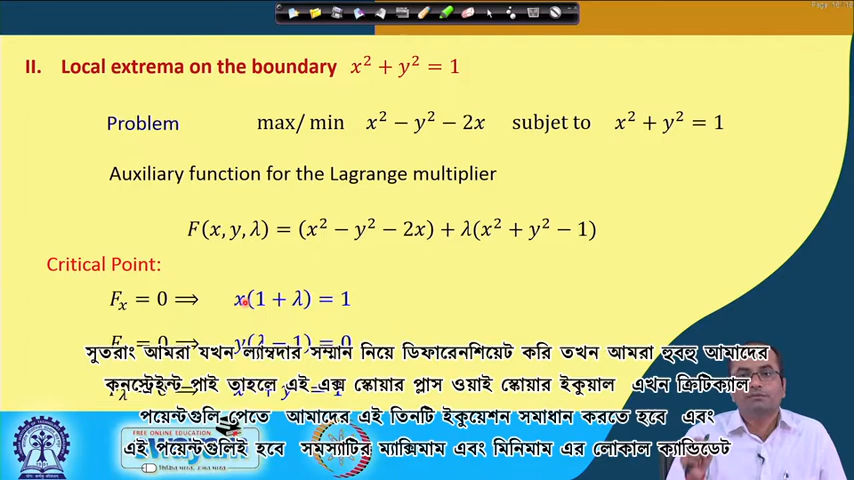 II. Local extrema on the boundary x² + y² = 1
Problem max/ min x² − y² − 2x subjet to x² + y² = 1
Auxiliary function for the Lagrange multiplier
F(x, y, λ) = (x² − y² − 2x) + λ(x² + y² − 1)
Critical Point:
Fₓ = 0 ⟹ x(1 + λ) = 1
y(λ − 1) = 0
সুতরাং আমরা যখন ল্যাম্বদার সম্মান নিয়ে ডিফারেনশিয়েট করি তখন আমরা হুবহু আমাদের
কনস্ট্রেইন্ট পাই তাহলে এই এক্স স্কোয়ার প্লাস ওয়াই স্কোয়ার ইকুয়াল এখন ক্রিটিক্যাল
পয়েন্টগুলি পেতে আমাদের এই তিনটি ইকুয়েশন সমাধান করতে হবে এবং
এই পয়েন্টগুলিই হবে সমস্যাটির ম্যাক্সিমাম এবং মিনিমাম এর লোকাল ক্যান্ডিডেট
FREE ONLINE EDUCATION